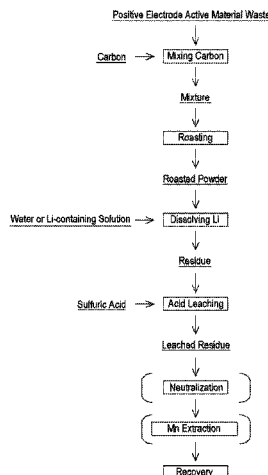 Positive Electrode Active Material Waste
Carbon
Mixing Carbon
Mixture
Roasting
Roasted Powder
Water or Li-containing Solution
Dissolving Li
Residue
Sulfuric Acid
Acid Leaching
Leached Residue
Neutralization
Mn Extraction
Recovery